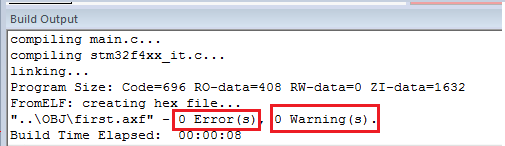 Build Output
compiling main.c...
compiling stm32f4xx_it.c...
linking...
Program Size: Code=696 RO-data=408 RW-data=0 ZI-data=1632
FromELF: creating hex file...
"..\OBJ\first.axf" - 0 Error(s), 0 Warning(s).
Build Time Elapsed:  00:00:08